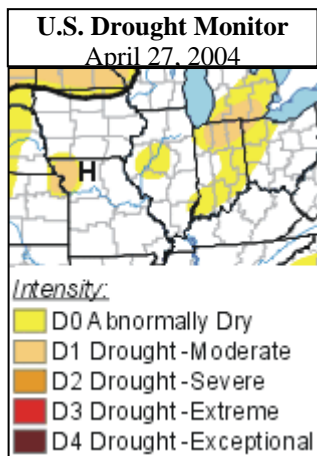 U.S. Drought Monitor
April 27, 2004
H
Intensity:
D0 Abnormally Dry
D1 Drought - Moderate
D2 Drought - Severe
D3 Drought - Extreme
D4 Drought - Exceptional